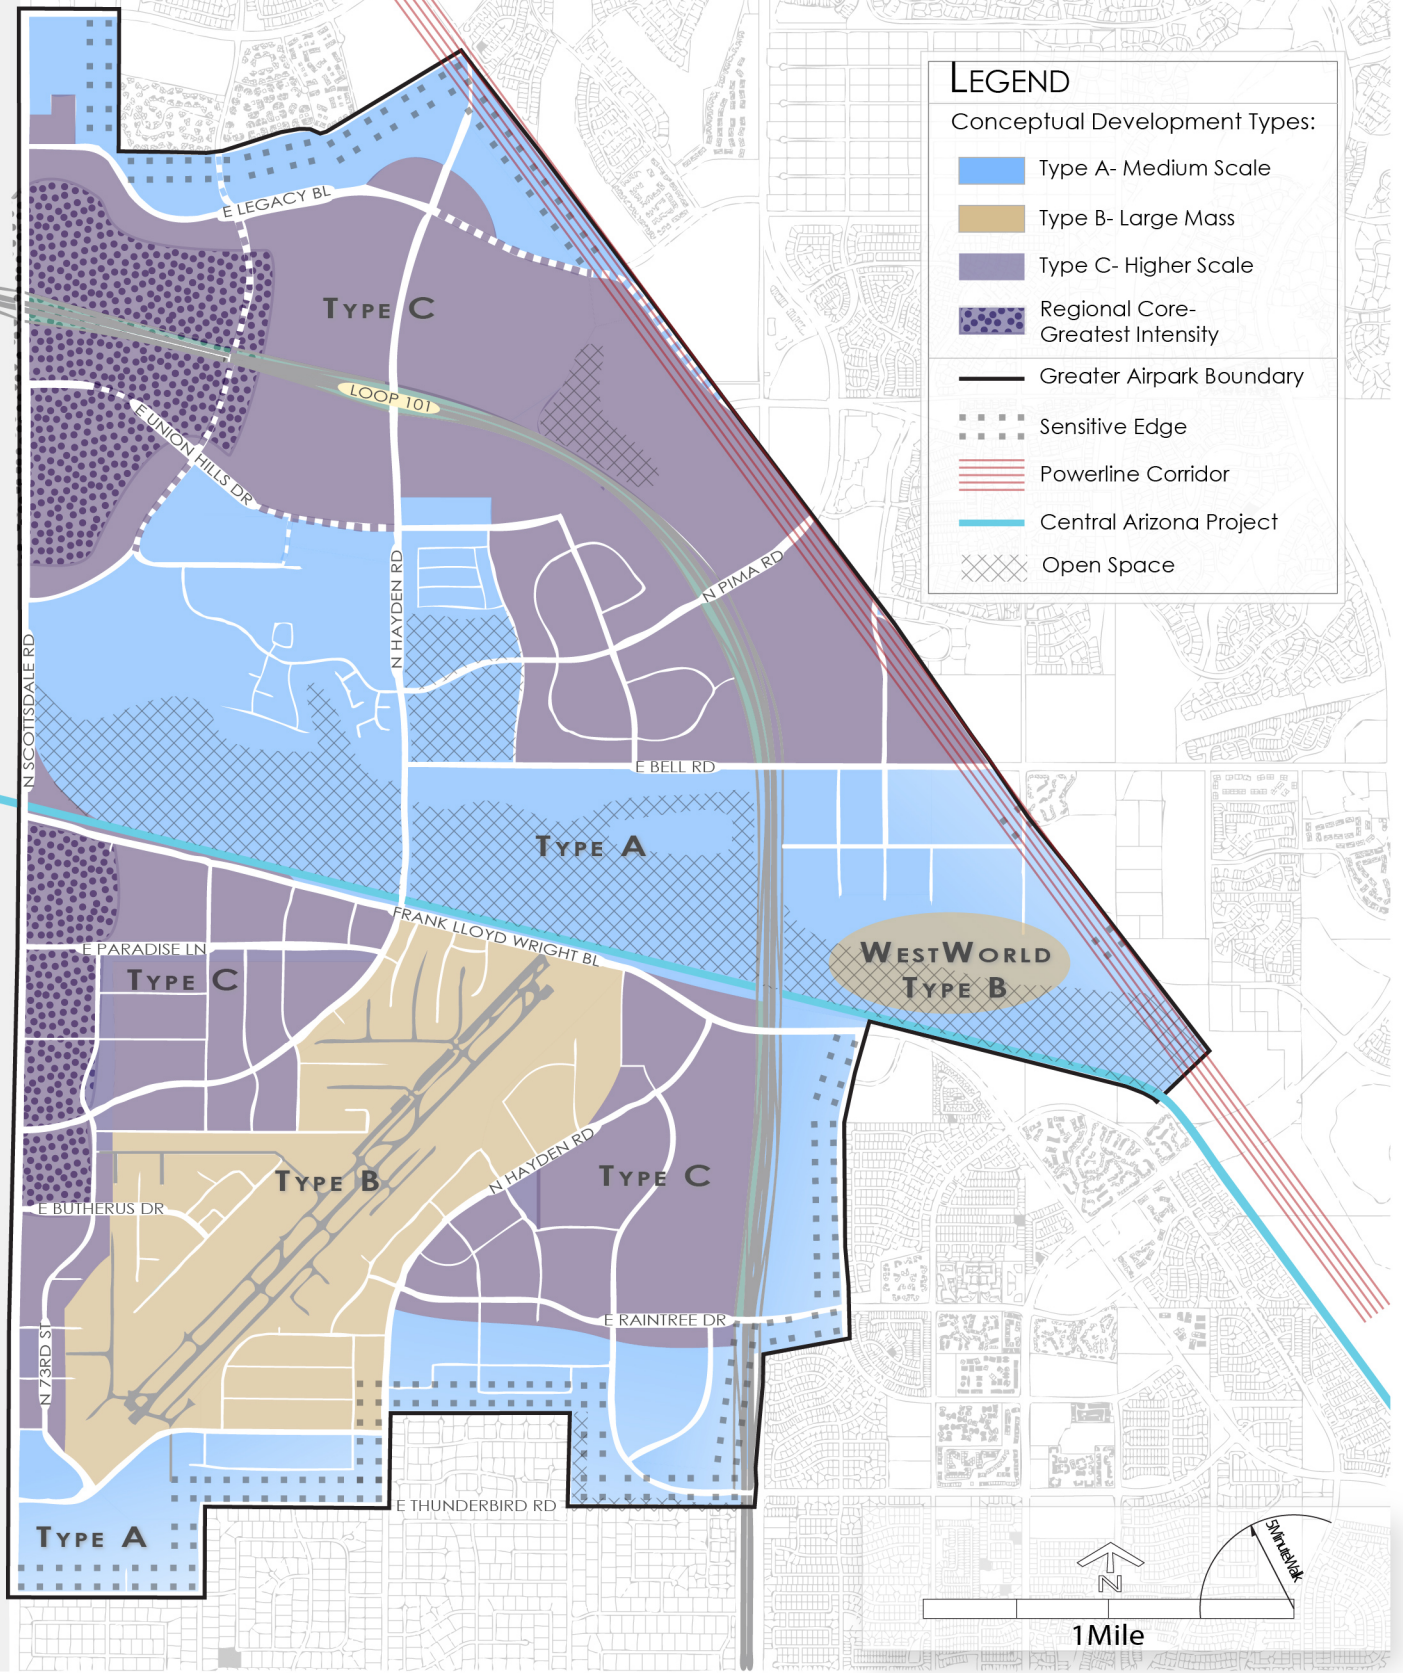 LEGEND
Conceptual Development Types:
Type A- Medium Scale
Type B- Large Mass
Type C- Higher Scale
Regional Core-
Greatest Intensity
Greater Airpark Boundary
Sensitive Edge
Powerline Corridor
Central Arizona Project
Open Space
E LEGACY BL
TYPE C
LOOP 101
E UNION HILLS DR
N HAYDEN RD
N PIMA RD
N SCOTTSDALE RD
E BELL RD
TYPE A
FRANK LLOYD WRIGHT BL
E PARADISE LN
WESTWORLD
TYPE B
TYPE C
N HAYDEN RD
TYPE C
TYPE B
E BUTHERUS DR
E RAINTREE DR
N 73RD ST
E THUNDERBIRD RD
TYPE A
5MinuteWalk
N
1Mile